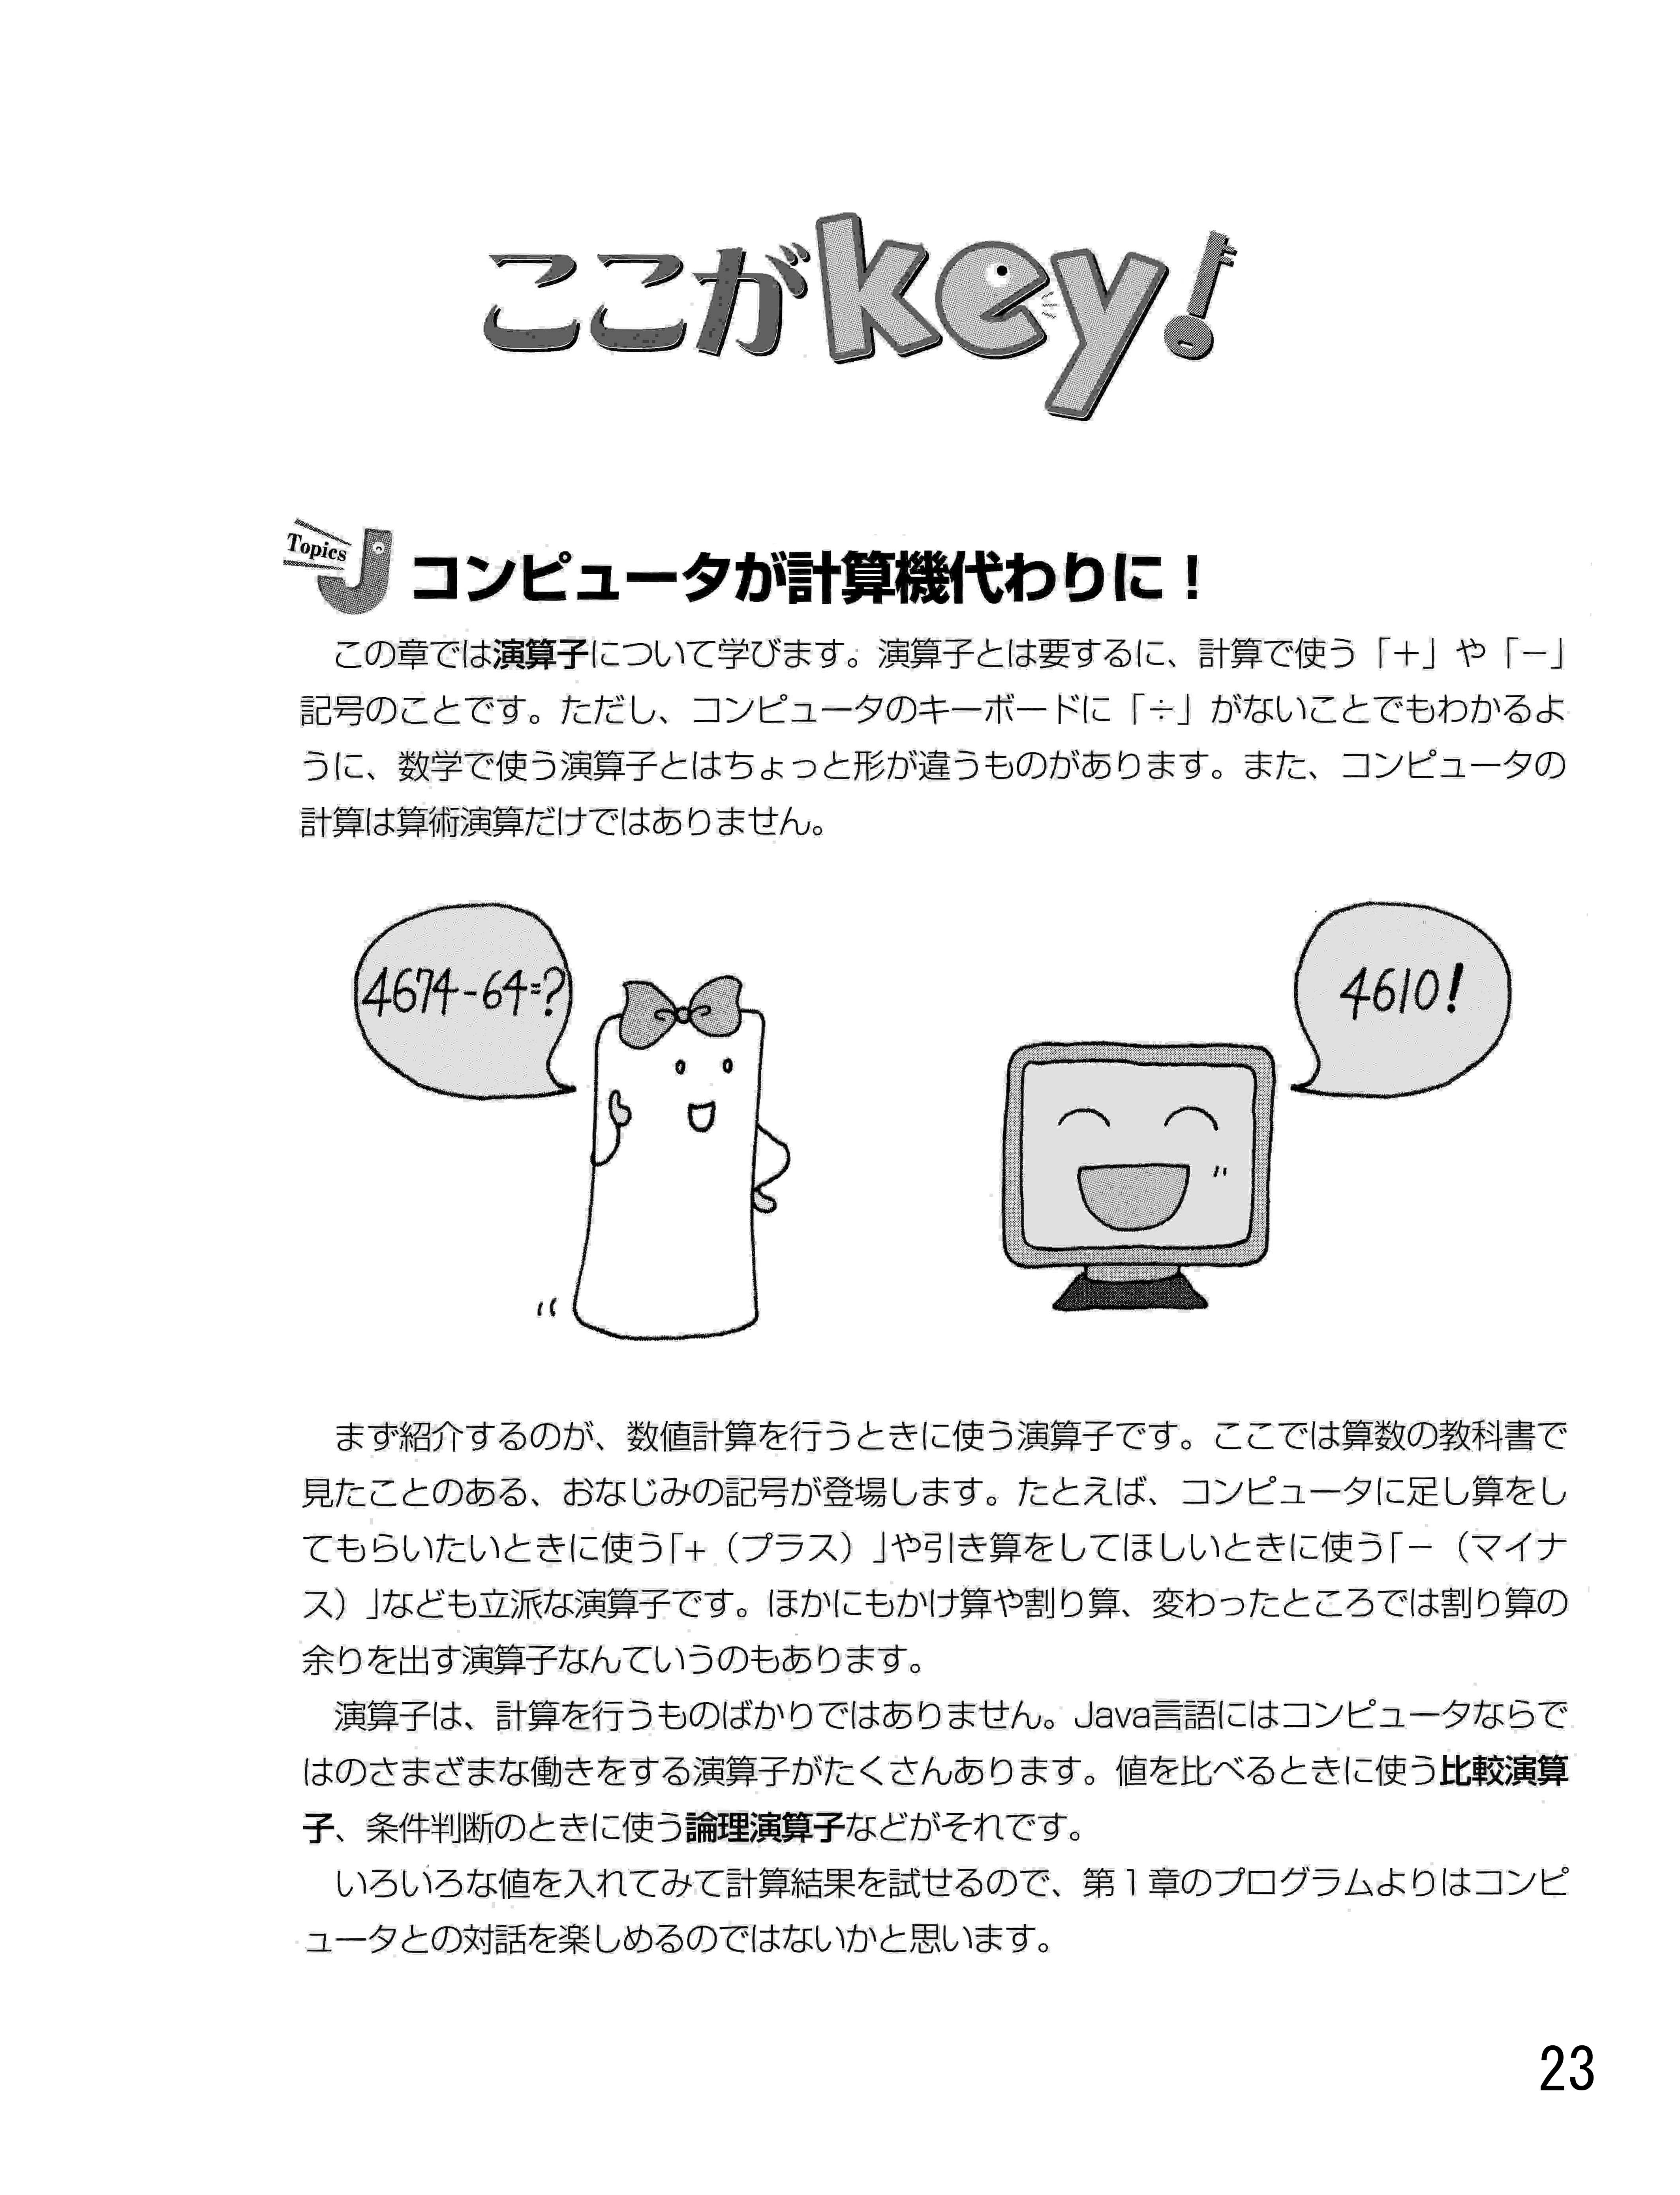 ここがkey!
Topics
コンピュータが計算機代わりに！
この章では演算子について学びます。演算子とは要するに、計算で使う「＋」や「－」
記号のことです。ただし、コンピュータのキーボードに「÷」がないことでもわかるよ
うに、数学で使う演算子とはちょっと形が違うものがあります。また、コンピュータの
計算は算術演算だけではありません。
4674-64=?
4610!
まず紹介するのが、数値計算を行うときに使う演算子です。ここでは算数の教科書で
見たことのある、おなじみの記号が登場します。たとえば、コンピュータに足し算をし
てもらいたいときに使う「+（プラス）」や引き算をしてほしいときに使う「－（マイナ
ス）」なども立派な演算子です。ほかにもかけ算や割り算、変わったところでは割り算の
余りを出す演算子なんていうのもあります。
演算子は、計算を行うものばかりではありません。Java言語にはコンピュータならで
はのさまざまな働きをする演算子がたくさんあります。値を比べるときに使う比較演算
子、条件判断のときに使う論理演算子などがそれです。
いろいろな値を入れてみて計算結果を試せるので、第１章のプログラムよりはコンピ
ュータとの対話を楽しめるのではないかと思います。
23